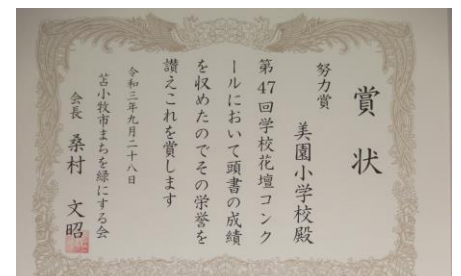 賞状
努力賞
美園小学校殿
第47回学校花壇コンク
ールにおいて頭書の成績
を収めたのでその栄誉を
讃えこれを賞します
令和三年九月二十八日
苫小牧市まちを緑にする会
会長 桑村 文昭